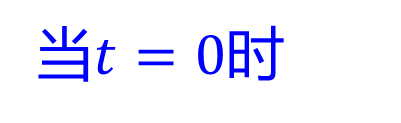 当t = 0时